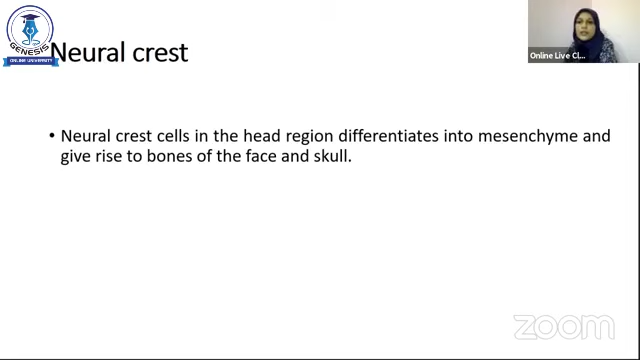 GENESIS
ONLINE UNIVERSITY
Neural crest
Online Live Cl...
• Neural crest cells in the head region differentiates into mesenchyme and
give rise to bones of the face and skull.
zoom